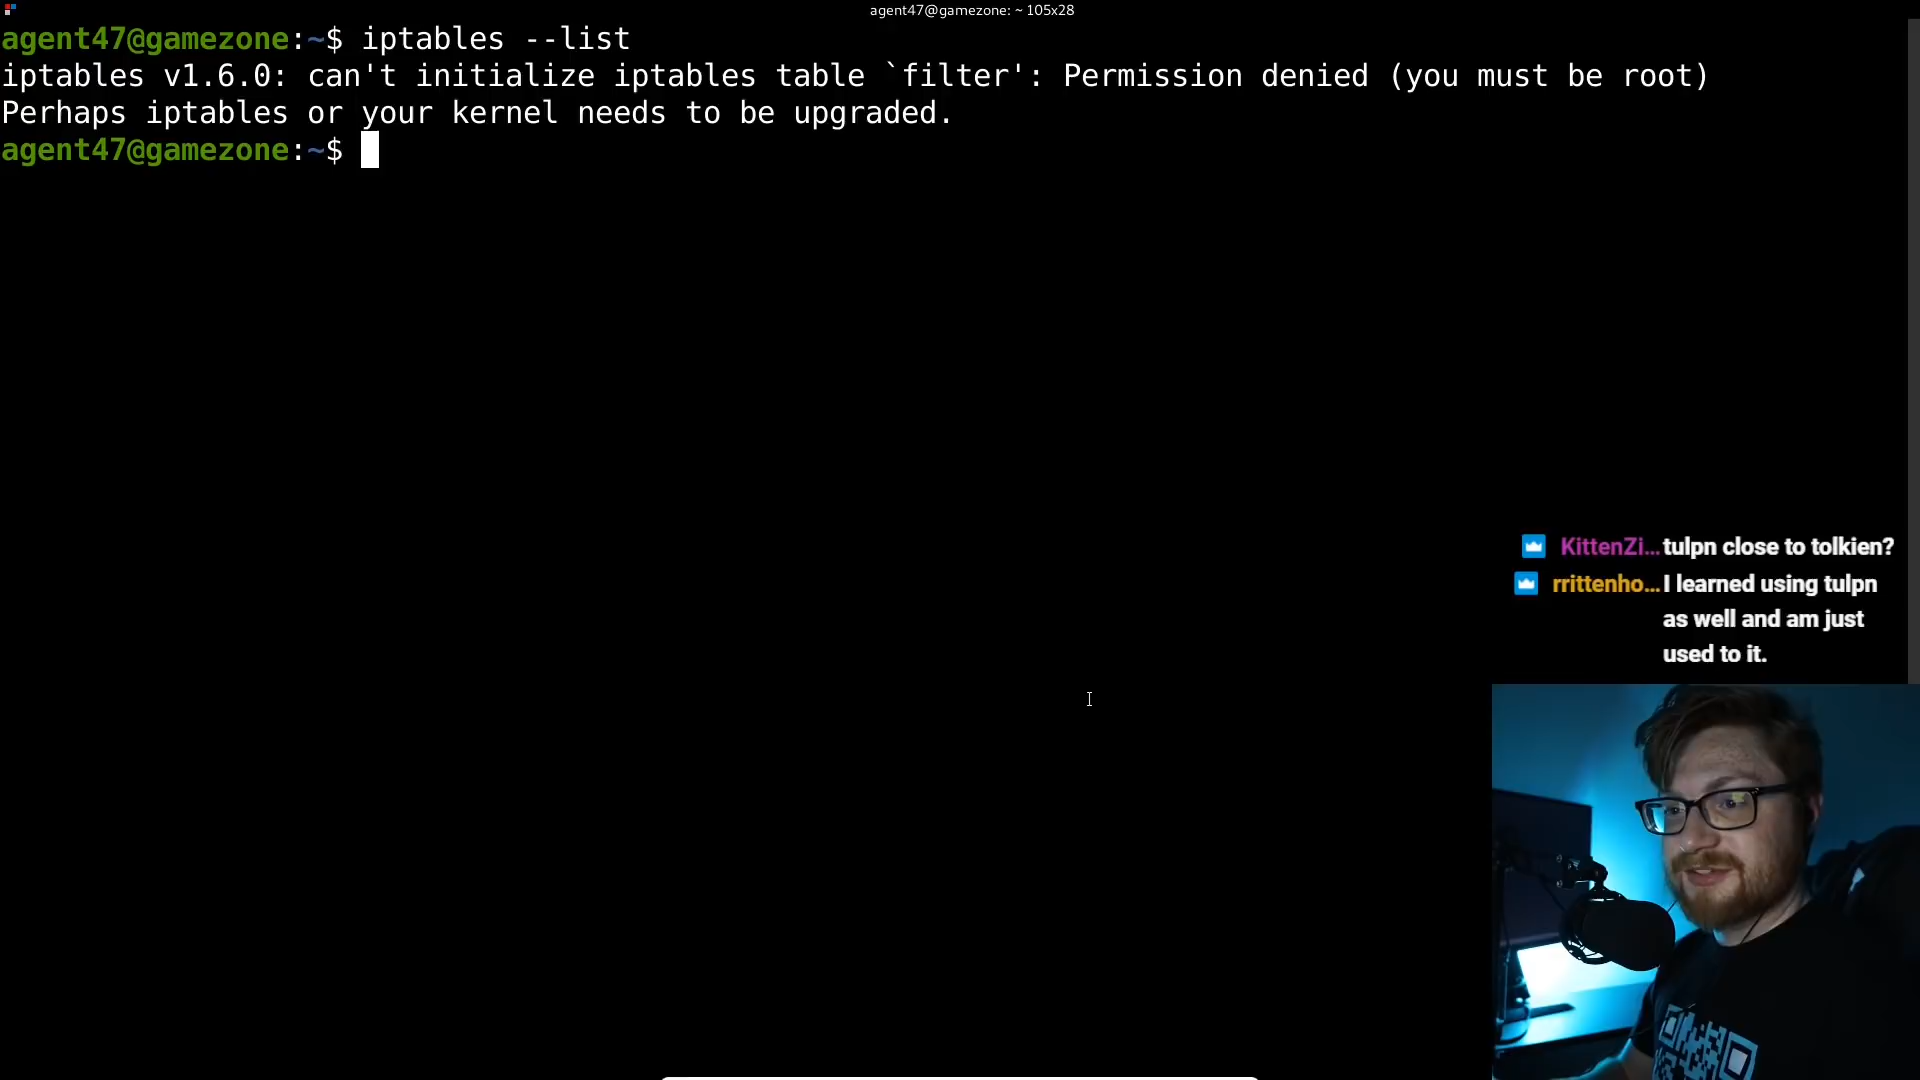 agent47@gamezone: ~ 105x28
agent47@gamezone:~$ iptables --list
iptables v1.6.0: can't initialize iptables table `filter': Permission denied (you must be root)
Perhaps iptables or your kernel needs to be upgraded.
agent47@gamezone:~$
KittenZi... tulpn close to tolkien?
rrittenho... I learned using tulpn
as well and am just
used to it.